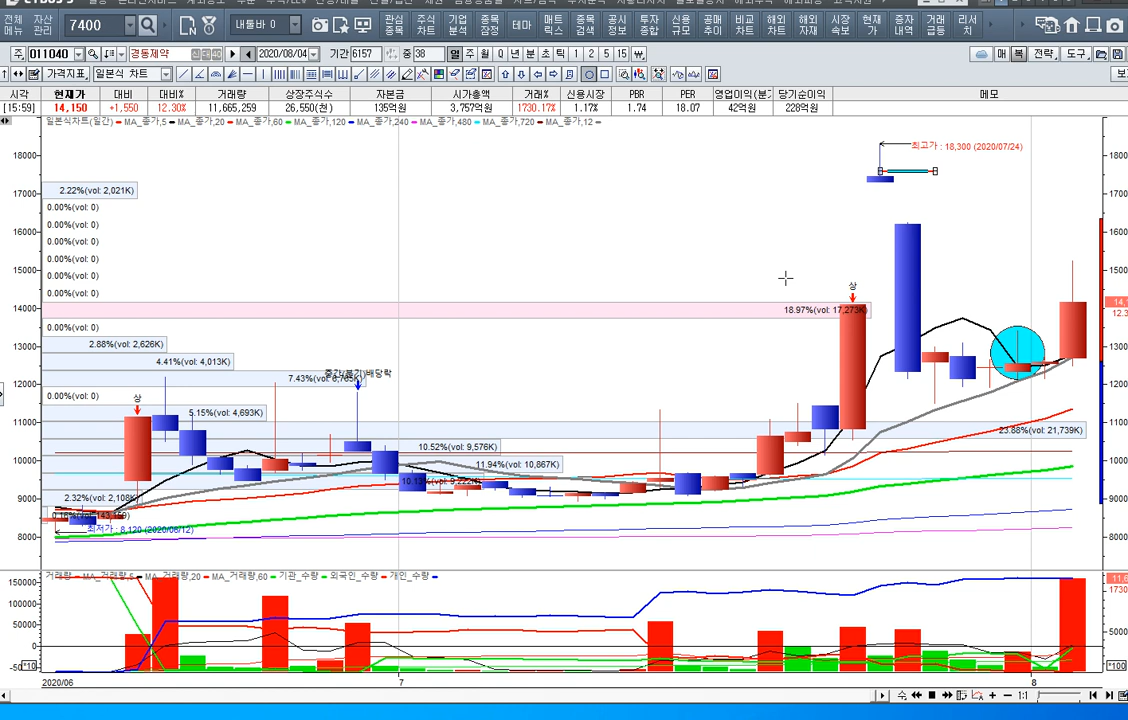 7400 내돌반 0
전체메뉴 자산관리 관심종목 주식차트 기업분석 종목잠정 테마 매트릭스 종목검색 공시정보 투자종합 신용규모 공매추미 비교차트 해외차트 해외자재 시장속보 현재가 증자내역 거래급등 리서치
주 011040 경동제약 2020/08/04 기간 6157 중 38 일 주 월 Q 년 분 초 틱 1 2 5 15 매 복 전략 도구
가격지표 일본식 차트
시각 현재가 대비 대비% 거래량 상장주식수 자본금 시가총액 거래% 신용시장 PBR PER 영업이익(분기 당기순이익 메모
[15:59] 14,150 +1,550 12.30% 11,665,259 26,550(천) 135억원 3,757억원 1730.17% 1.17% 1.74 18.07 42억원 228억원
일본식차트(일간) MA_종가,5 MA_종가,20 MA_종가,60 MA_종가,120 MA_종가,240 MA_종가,480 MA_종가,720 MA_종가,12
최고가 : 18,300 (2020/07/24)
18000
17000
16000
15000
14000
13000
12000
11000
10000
9000
8000
2.22%(vol: 2,021K)
0.00%(vol: 0)
0.00%(vol: 0)
0.00%(vol: 0)
0.00%(vol: 0)
0.00%(vol: 0)
0.00%(vol: 0)
상
18.97%(vol: 17,273K)
0.00%(vol: 0)
2.88%(vol: 2,626K)
4.41%(vol: 4,013K)
중간(분기)배당락
7.43%(vol: 6,765K)
0.00%(vol: 0)
상
5.15%(vol: 4,693K)
23.88%(vol: 21,739K)
10.52%(vol: 9,576K)
11.94%(vol: 10,867K)
10.13%(vol: 9,222K)
2.32%(vol: 2,108K)
최저가 : 8,120 (2020/06/12)
거래량 MA_거래량,5 MA_거래량,20 MA_거래량,60 기관_수량 외국인_수량 개인_수량
150000
100000
50000
0
*10
5000
*100
2020/06 7 8
1:1